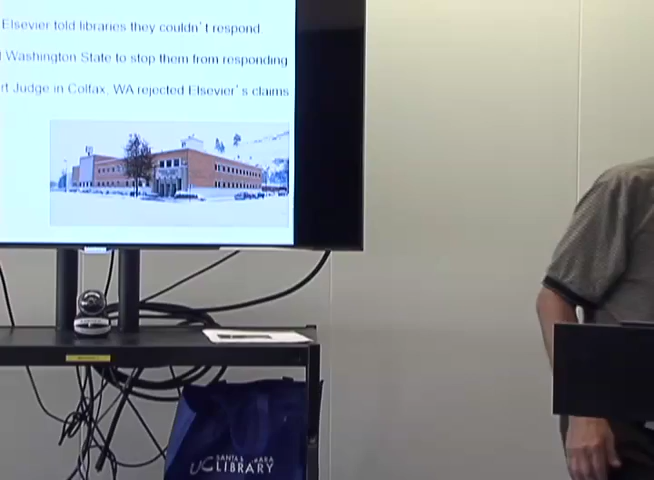 Elsevier told libraries they couldn't respond
Washington State to stop them from responding
rt Judge in Colfax, WA rejected Elsevier's claims
UC SANTA BARBARA
LIBRARY